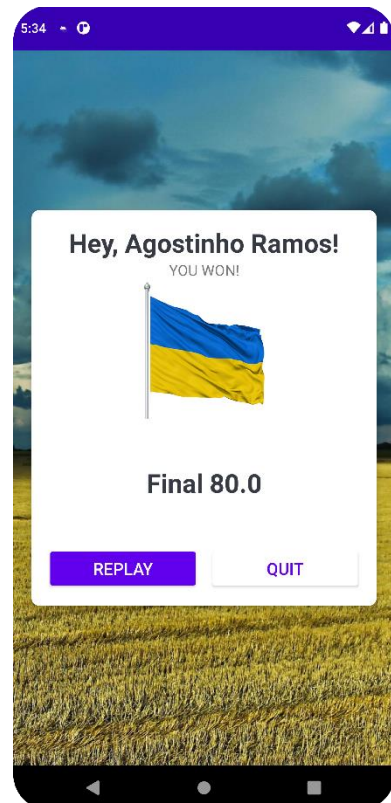 5:34
Hey, Agostinho Ramos!
YOU WON!
Final 80.0
REPLAY QUIT